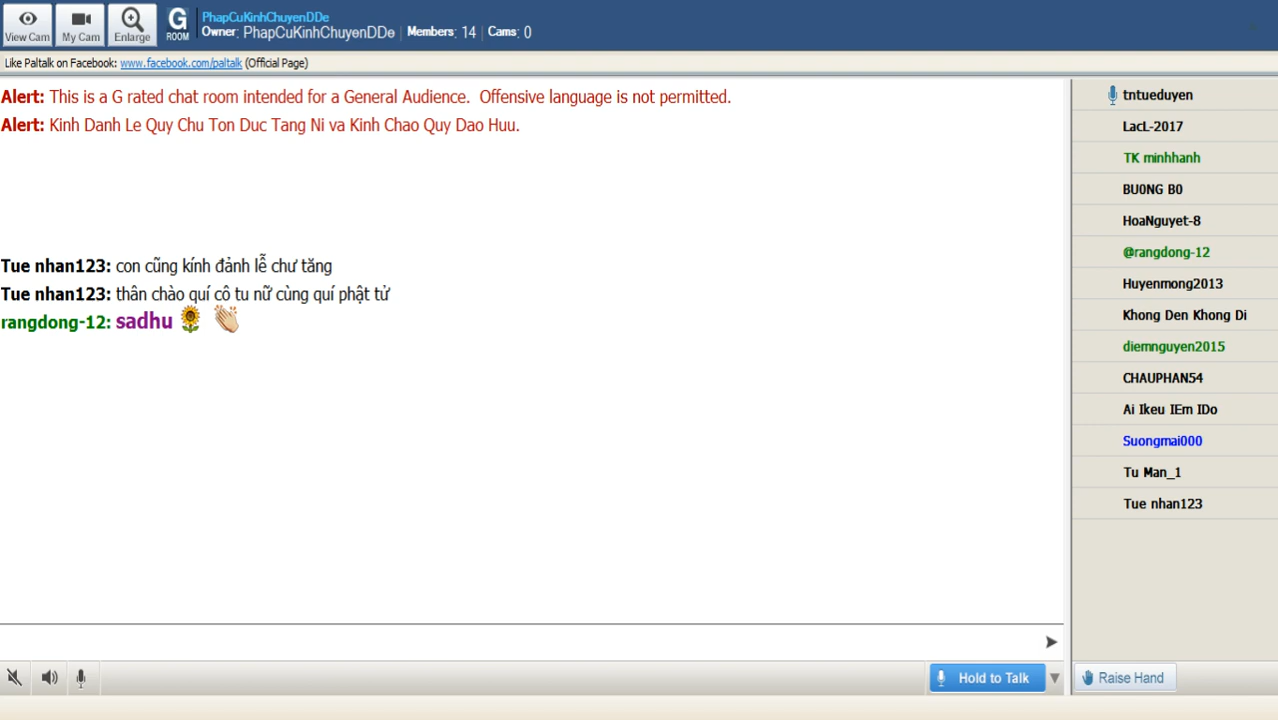 View Cam
My Cam
Enlarge
G
ROOM
PhapCuKinhChuyenDDe
Owner: PhapCuKinhChuyenDDe | Members: 14 | Cams: 0
Like Paltalk on Facebook: www.facebook.com/paltalk (Official Page)
Alert: This is a G rated chat room intended for a General Audience.  Offensive language is not permitted.
Alert: Kinh Danh Le Quy Chu Ton Duc Tang Ni va Kinh Chao Quy Dao Huu.
Tue nhan123: con cũng kính đảnh lễ chư tăng
Tue nhan123: thân chào quí cô tu nữ cùng quí phật tử
rangdong-12: sadhu
tntueduyen
LacL-2017
TK minhhanh
BU0NG B0
HoaNguyet-8
@rangdong-12
Huyenmong2013
Khong Den Khong Di
diemnguyen2015
CHAUPHAN54
Ai Ikeu IEm IDo
Suongmai000
Tu Man_1
Tue nhan123
Hold to Talk
Raise Hand